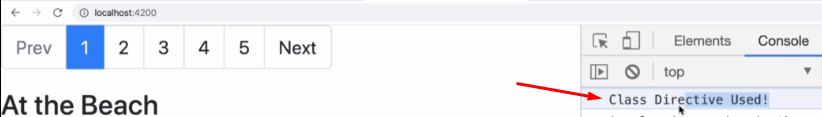 localhost:4200
Prev 1 2 3 4 5 Next
Elements Console
top
Class Directive Used!
At the Beach